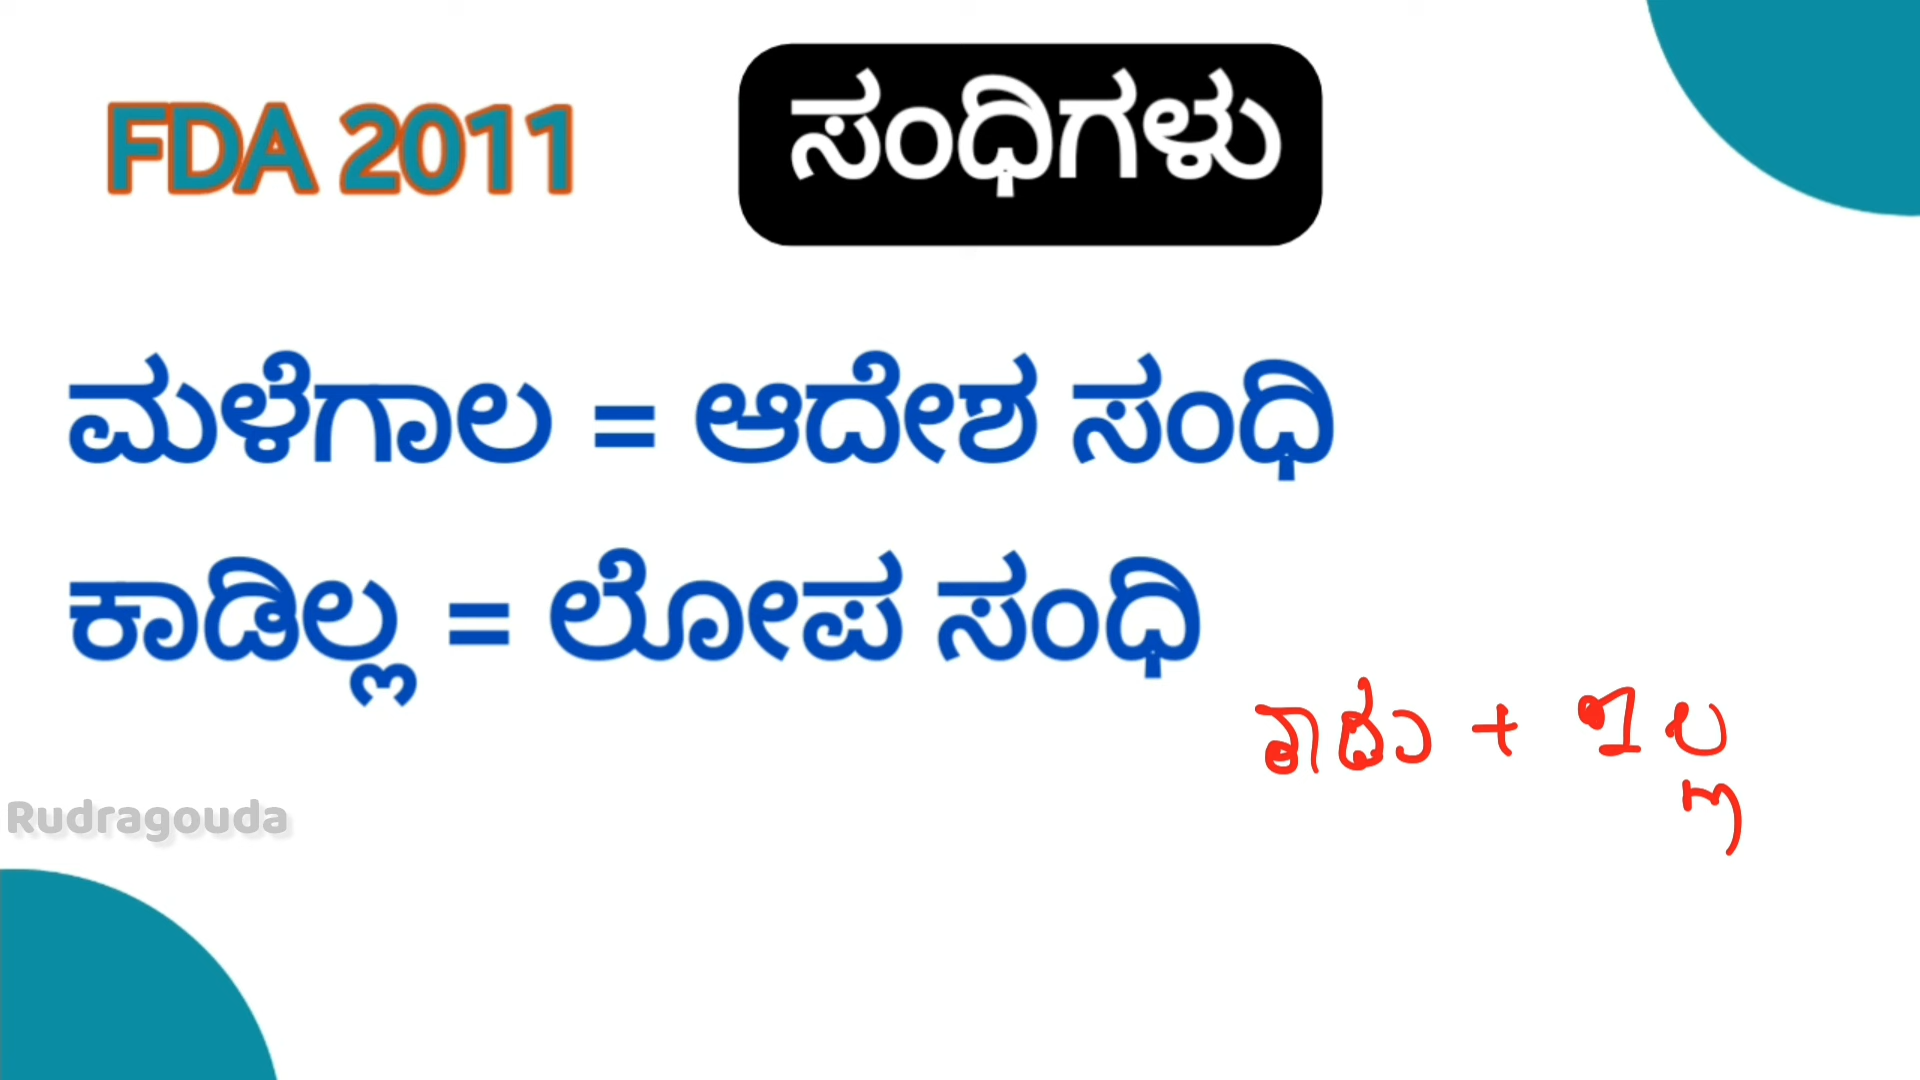 FDA 2011
ಸಂಧಿಗಳು
ಮಳೆಗಾಲ = ಆದೇಶ ಸಂಧಿ
ಕಾಡಿಲ್ಲ = ಲೋಪ ಸಂಧಿ
ಕಾಡು + ಇಲ್ಲ
Rudragouda